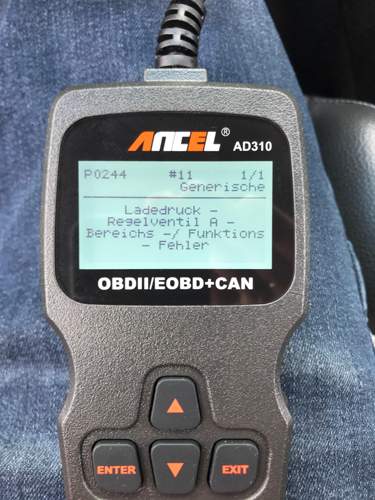 ANCEL® AD310
P0244 #11 1/1
Generische
Ladedruck -
Regelventil A -
Bereichs -/ Funktions
- Fehler
OBDII/EOBD+CAN
ENTER EXIT